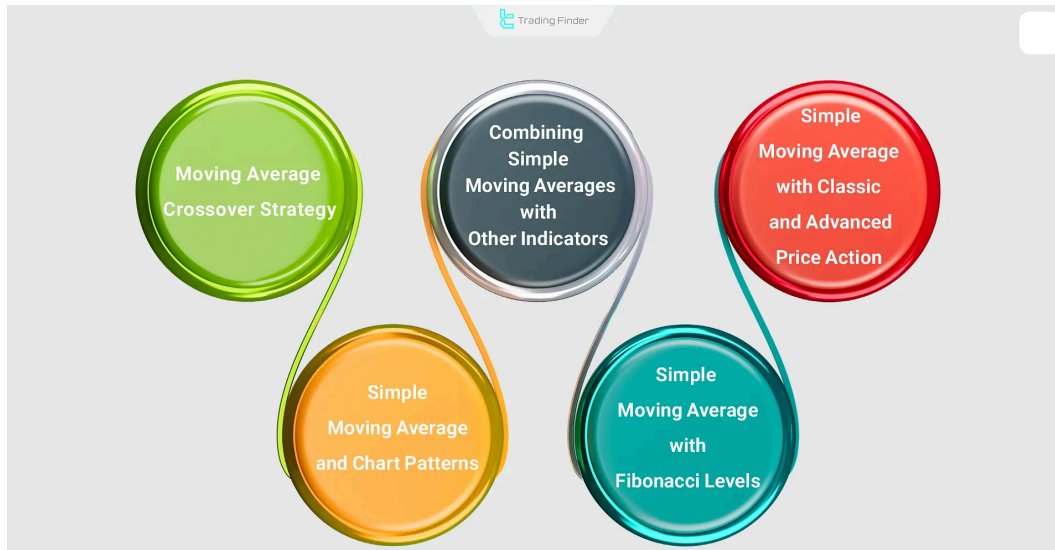 Trading Finder
Moving Average
Crossover Strategy
Simple
Moving Average
and Chart Patterns
Combining
Simple
Moving Averages
with
Other Indicators
Simple
Moving Average
with
Fibonacci Levels
Simple
Moving Average
with Classic
and Advanced
Price Action